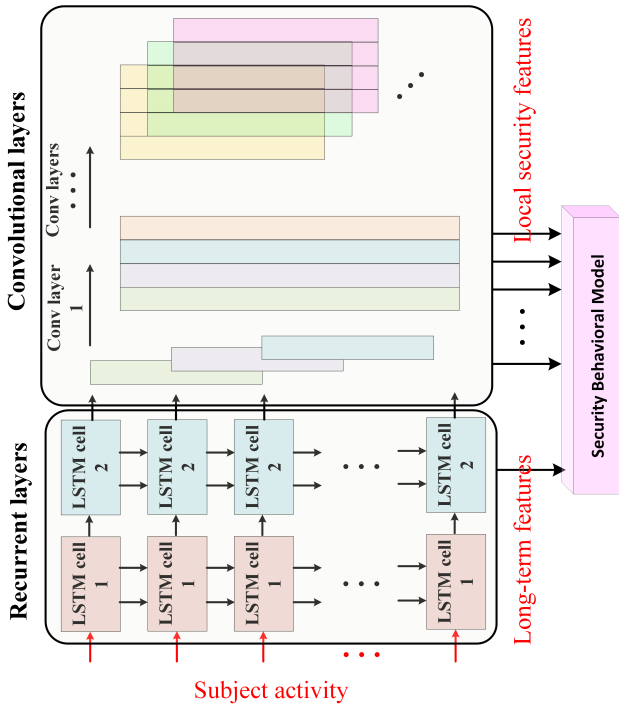 Convolutional layers
Conv layers
Conv layer
1
Local security features
Security Behavioral Model
Recurrent layers
LSTM cell
2
LSTM cell
2
LSTM cell
2
LSTM cell
2
LSTM cell
1
LSTM cell
1
LSTM cell
1
LSTM cell
1
Long-term features
Subject activity